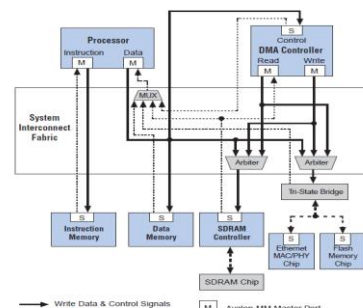 Processor
Instruction Data
M M
S
Control
DMA Controller
Read Write
M M
MUX
System
Interconnect
Fabric
Arbiter Arbiter
Tri-State Bridge
S S S S S
Instruction
Memory
Data
Memory
SDRAM
Controller
Ethernet
MAC/PHY
Chip
Flash
Memory
Chip
SDRAM Chip
Write Data & Control Signals
M Avalon-MM Master Port